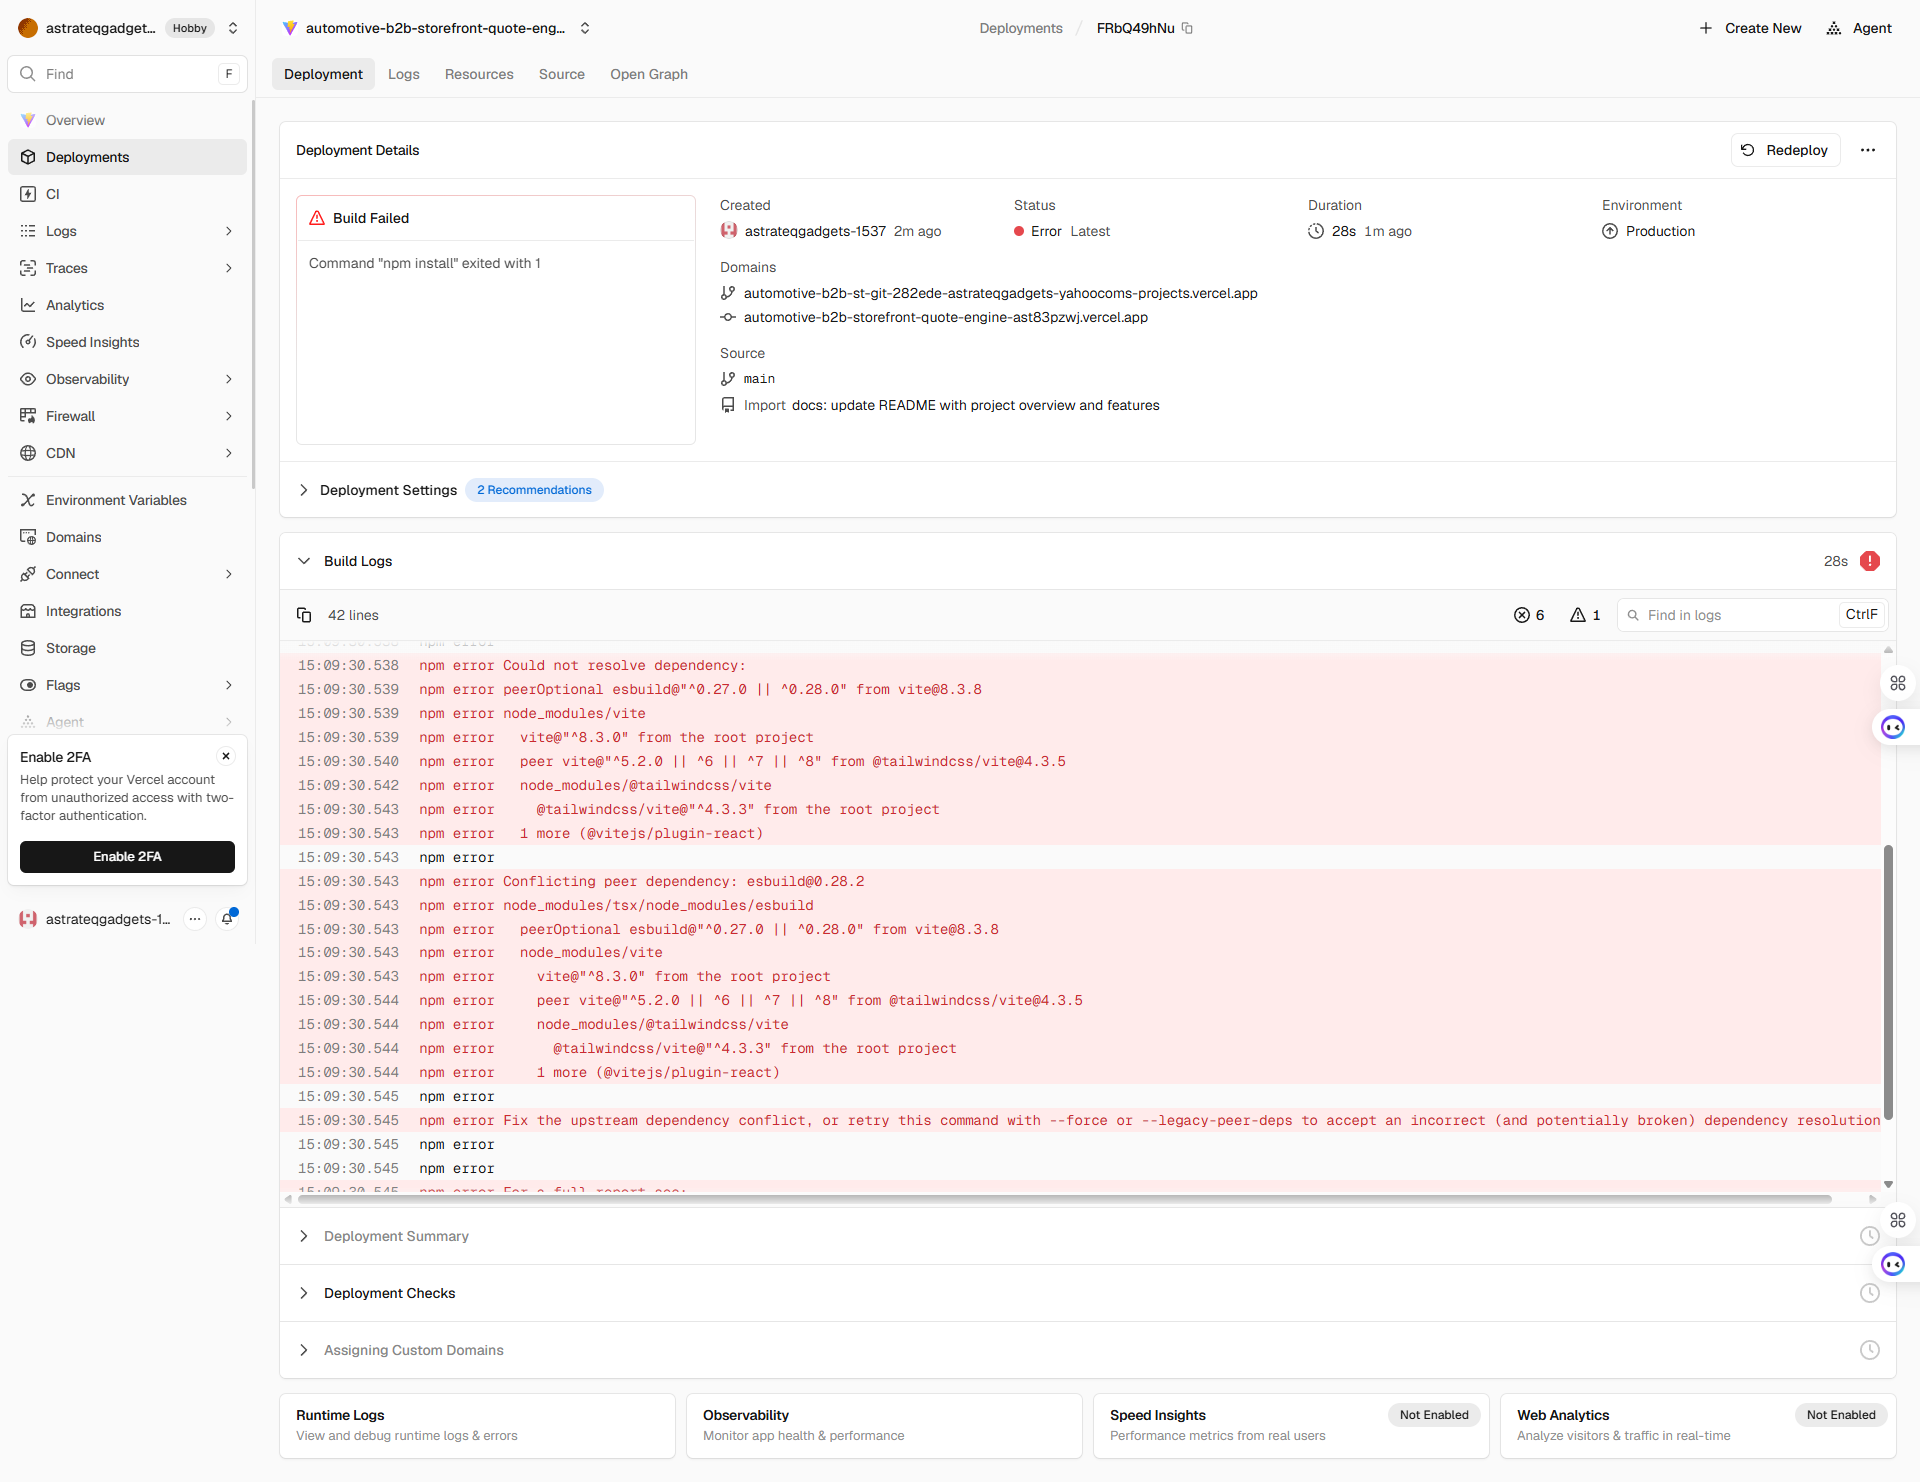 astrateqgadget... Hobby
automotive-b2b-storefront-quote-eng...
Deployments / FRbQ49hNu
Create New
Agent
Find F
Deployment Logs Resources Source Open Graph
Overview
Deployments
CI
Logs
Traces
Analytics
Speed Insights
Observability
Firewall
CDN
Environment Variables
Domains
Connect
Integrations
Storage
Flags
Agent
Enable 2FA
Help protect your Vercel account
from unauthorized access with two-
factor authentication.
Enable 2FA
astrateqgadgets-1...
Deployment Details
Redeploy
Build Failed
Command "npm install" exited with 1
Created
astrateqgadgets-1537 2m ago
Status
Error Latest
Duration
28s 1m ago
Environment
Production
Domains
automotive-b2b-st-git-282ede-astrateqgadgets-yahoocoms-projects.vercel.app
automotive-b2b-storefront-quote-engine-ast83pzwj.vercel.app
Source
main
Import docs: update README with project overview and features
Deployment Settings 2 Recommendations
Build Logs
28s
42 lines
6 1 Find in logs CtrlF
15:09:30.538 npm error
15:09:30.538 npm error Could not resolve dependency:
15:09:30.539 npm error peerOptional esbuild@"^0.27.0 || ^0.28.0" from vite@8.3.8
15:09:30.539 npm error node_modules/vite
15:09:30.539 npm error vite@"^8.3.0" from the root project
15:09:30.540 npm error peer vite@"^5.2.0 || ^6 || ^7 || ^8" from @tailwindcss/vite@4.3.5
15:09:30.542 npm error node_modules/@tailwindcss/vite
15:09:30.543 npm error @tailwindcss/vite@"^4.3.3" from the root project
15:09:30.543 npm error 1 more (@vitejs/plugin-react)
15:09:30.543 npm error
15:09:30.543 npm error Conflicting peer dependency: esbuild@0.28.2
15:09:30.543 npm error node_modules/tsx/node_modules/esbuild
15:09:30.543 npm error peerOptional esbuild@"^0.27.0 || ^0.28.0" from vite@8.3.8
15:09:30.543 npm error node_modules/vite
15:09:30.543 npm error vite@"^8.3.0" from the root project
15:09:30.544 npm error peer vite@"^5.2.0 || ^6 || ^7 || ^8" from @tailwindcss/vite@4.3.5
15:09:30.544 npm error node_modules/@tailwindcss/vite
15:09:30.544 npm error @tailwindcss/vite@"^4.3.3" from the root project
15:09:30.544 npm error 1 more (@vitejs/plugin-react)
15:09:30.545 npm error
15:09:30.545 npm error Fix the upstream dependency conflict, or retry this command with --force or --legacy-peer-deps to accept an incorrect (and potentially broken) dependency resolution
15:09:30.545 npm error
15:09:30.545 npm error
15:09:30.545 npm error For a full report see:
Deployment Summary
Deployment Checks
Assigning Custom Domains
Runtime Logs
View and debug runtime logs & errors
Observability
Monitor app health & performance
Speed Insights Not Enabled
Performance metrics from real users
Web Analytics Not Enabled
Analyze visitors & traffic in real-time